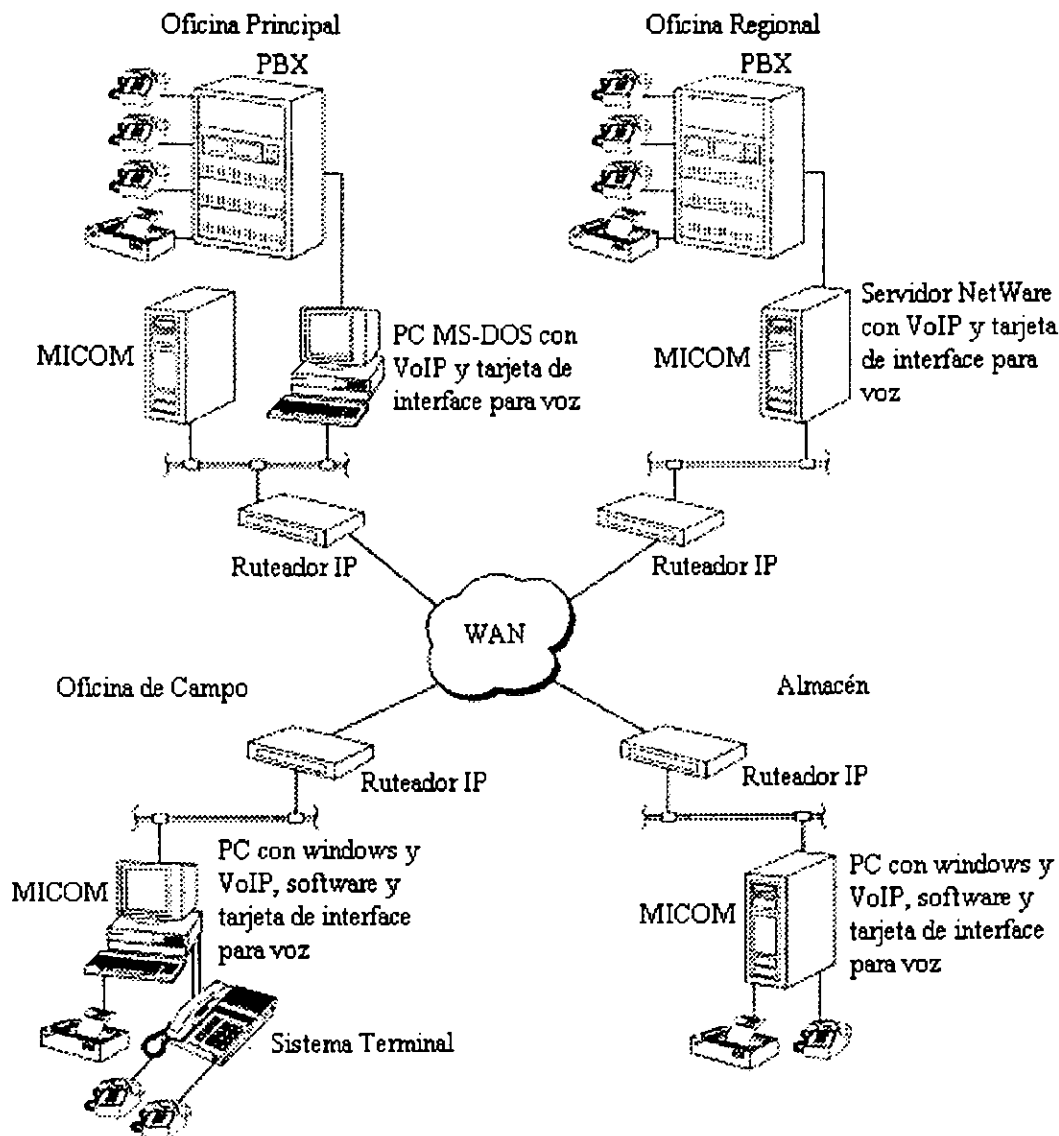 Oficina Principal
PBX
Oficina Regional
PBX
MICOM
PC MS-DOS con
VoIP y tarjeta de
interface para voz
MICOM
Servidor NetWare
con VoIP y tarjeta
de interface para
voz
Ruteador IP
Ruteador IP
WAN
Oficina de Campo
Almacén
Ruteador IP
Ruteador IP
MICOM
PC con windows y
VoIP, software y
tarjeta de interface
para voz
Sistema Terminal
MICOM
PC con windows y
VoIP, software y
tarjeta de interface
para voz